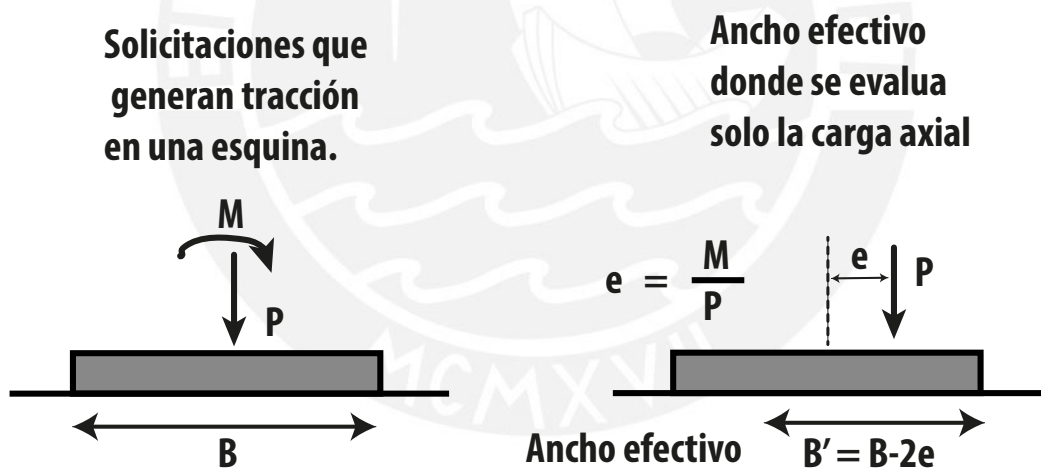 Solicitaciones que
generan tracción
en una esquina.
Ancho efectivo
donde se evalua
solo la carga axial
M
P
B
e = M
P
e
P
Ancho efectivo
B' = B-2e
MCMXVII